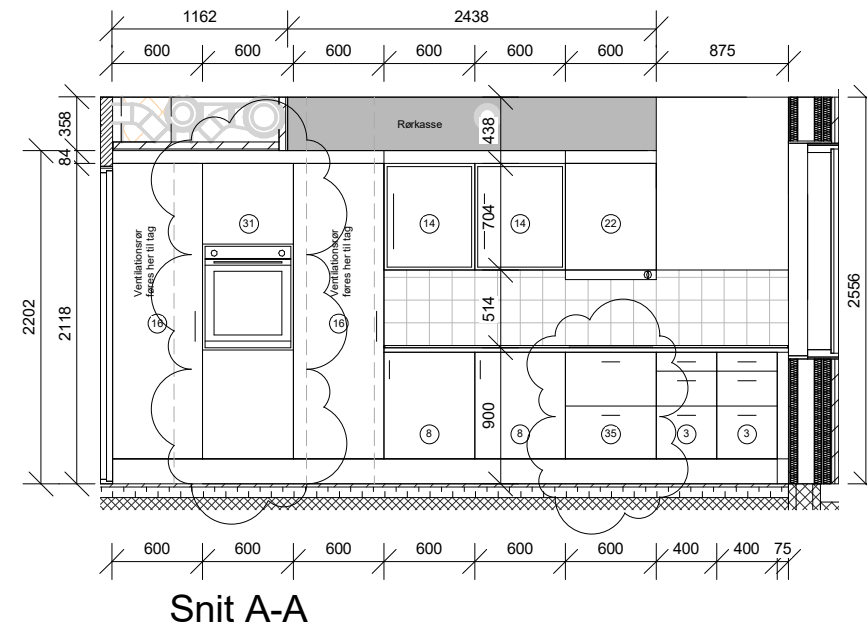 1162 2438
600 600 600 600 600 600 875
358
438
Rørkasse
84
31
14
14
22
704
Ventilationsrør
føres her til tag
Ventilationsrør
føres her til tag
16
16
514
2202
2118
2556
900
8
8
35
3
3
600 600 600 600 600 600 400 400 75
Snit A-A